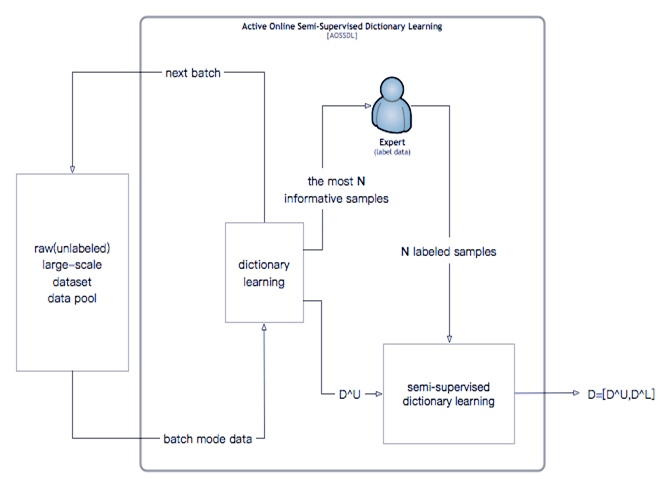 Active Online Semi-Supervised Dictionary Learning
[AOSSDL]
next batch
Expert
(label data)
the most N
informative samples
raw(unlabeled)
large-scale
dataset
data pool
dictionary
learning
N labeled samples
D^U
semi-supervised
dictionary learning
D=[D^U,D^L]
batch mode data